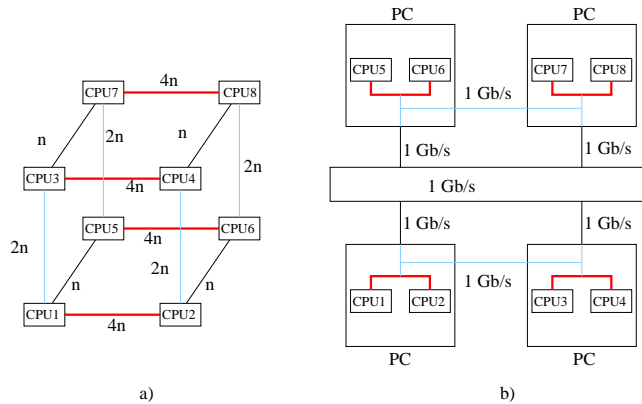 PC PC
CPU5 CPU6 CPU7 CPU8
1 Gb/s
1 Gb/s 1 Gb/s
1 Gb/s
1 Gb/s 1 Gb/s
1 Gb/s
CPU1 CPU2 CPU3 CPU4
PC PC
4n
CPU7 CPU8
n 2n n
2n
CPU3 CPU4
4n
4n
CPU5 CPU6
2n 2n
n n
CPU1 CPU2
4n
a) b)